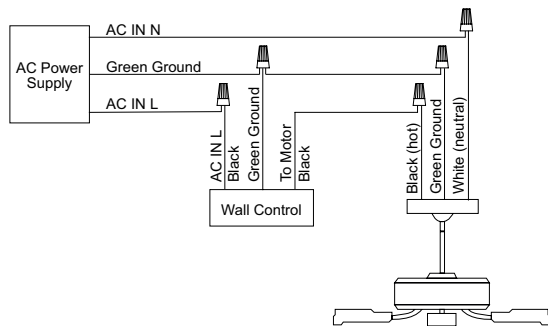 AC IN N
AC Power
Supply
Green Ground
AC IN L
AC IN L
Black
Green Ground
To Motor
Black
Black (hot)
Green Ground
White (neutral)
Wall Control